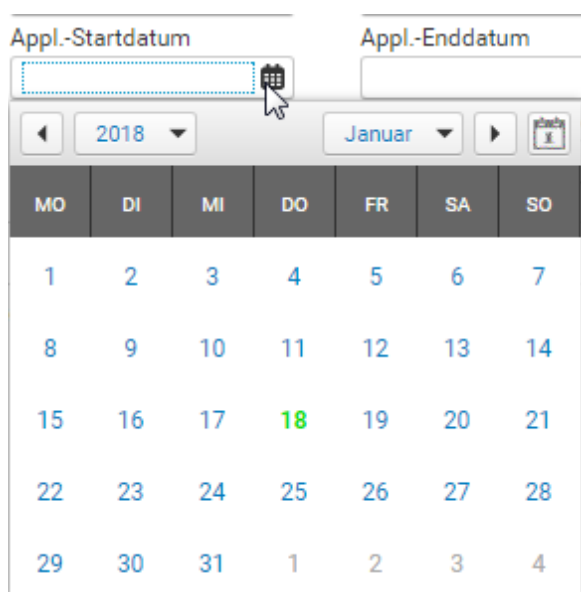 Appl.-Startdatum Appl.-Enddatum
2018 Januar
MO DI MI DO FR SA SO
1 2 3 4 5 6 7
8 9 10 11 12 13 14
15 16 17 18 19 20 21
22 23 24 25 26 27 28
29 30 31 1 2 3 4